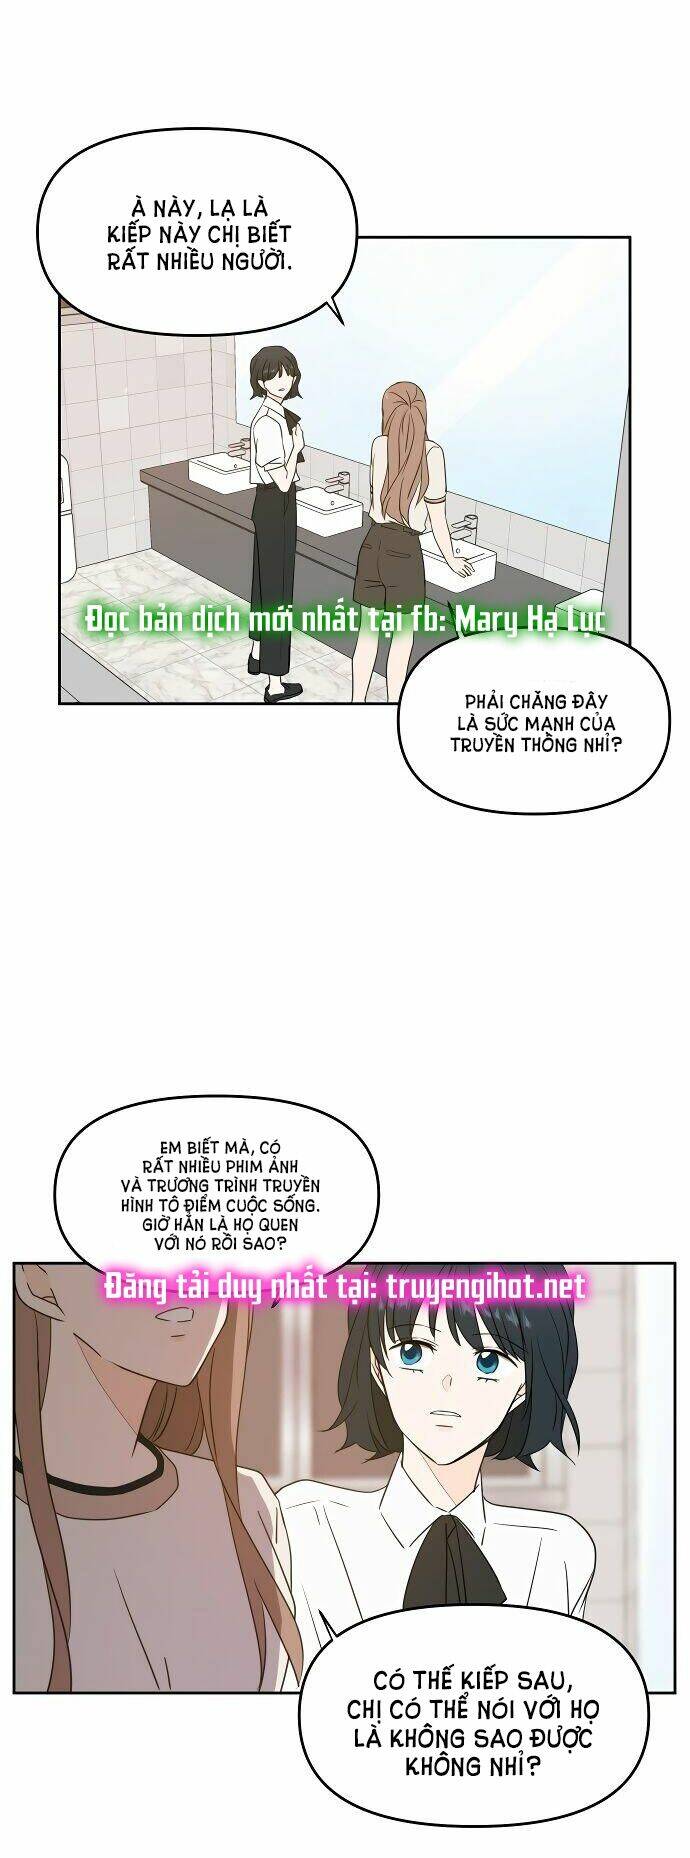 À NÀY, LẠ LÀ
KIẾP NÀY CHỊ BIẾT
RẤT NHIỀU NGƯỜI.
Đọc bản dịch mới nhất tại fb: Mary Hạ Lục
PHẢI CHĂNG ĐÂY
LÀ SỨC MẠNH CỦA
TRUYỀN THÔNG NHỈ?
EM BIẾT MÀ, CÓ
RẤT NHIỀU PHIM ẢNH
VÀ TRƯƠNG TRÌNH TRUYỀN
HÌNH TÔ ĐIỂM CUỘC SỐNG.
GIỜ HẲN LÀ HỌ QUEN
VỚI NÓ RỒI SAO?
Đăng tải duy nhất tại: truyengihot.net
CÓ THỂ KIẾP SAU,
CHỊ CÓ THỂ NÓI VỚI HỌ
LÀ KHÔNG SAO ĐƯỢC
KHÔNG NHỈ?